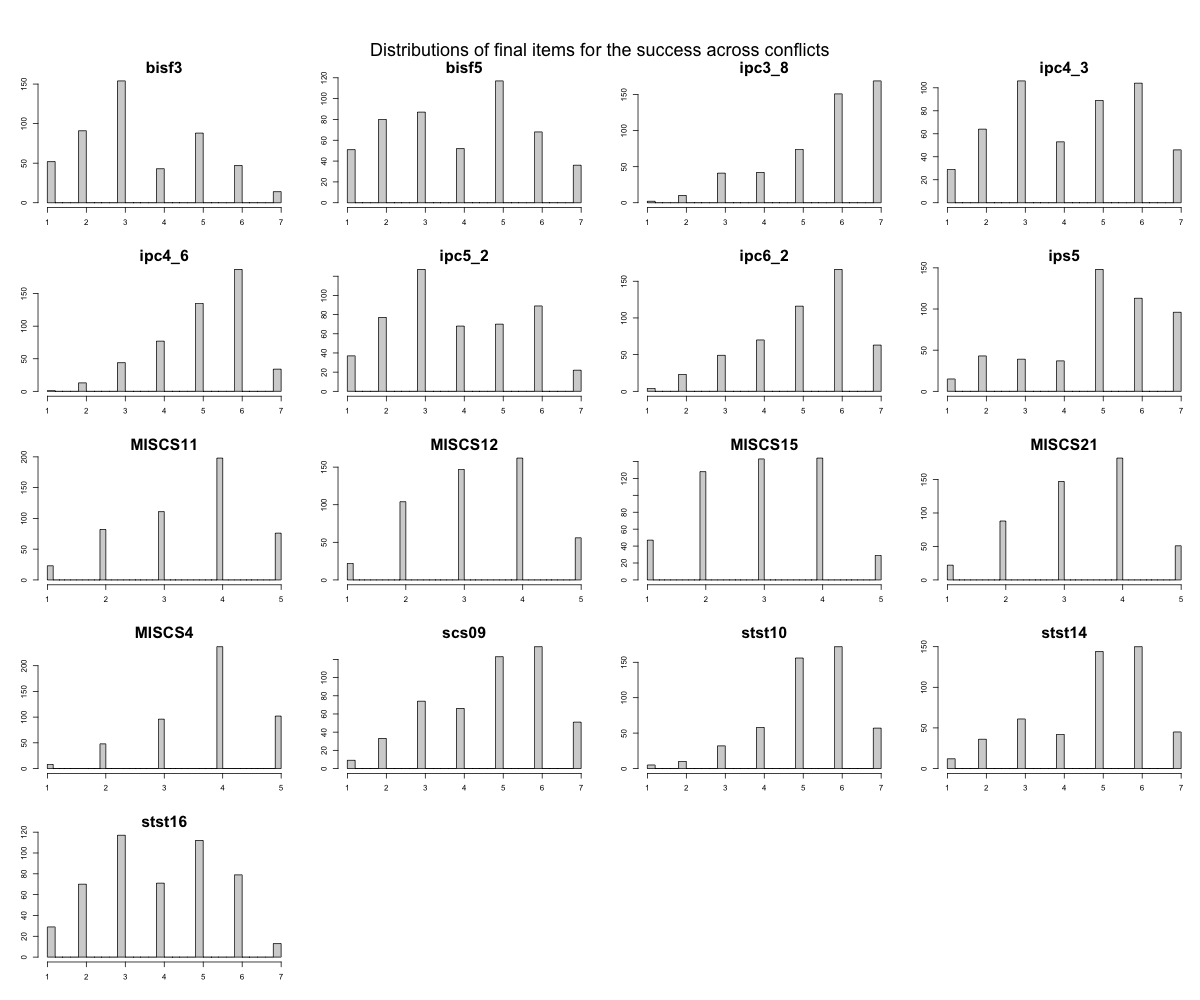 Distributions of final items for the success across conflicts
bisf3 bisf5 ipc3_8 ipc4_3
150 120 150 100
100 100 80
80 100 60
50 60 40
40 50 20
20
0 0 0 0
1 2 3 4 5 6 7 1 2 3 4 5 6 7 1 2 3 4 5 6 7 1 2 3 4 5 6 7
ipc4_6 ipc5_2 ipc6_2 ips5
150 100 150 150
80
100 60 100 100
50 40 50 50
20
0 0 0 0
1 2 3 4 5 6 7 1 2 3 4 5 6 7 1 2 3 4 5 6 7 1 2 3 4 5 6 7
MISCS11 MISCS12 MISCS15 MISCS21
200 150 120 150
150 100 80 100
100 60
50 50 40 50
20
0 0 0 0
1 2 3 4 5 1 2 3 4 5 1 2 3 4 5 1 2 3 4 5
MISCS4 scs09 stst10 stst14
200 100 150 150
150 80
100 60 100 100
50 40 50 50
20
0 0 0 0
1 2 3 4 5 1 2 3 4 5 6 7 1 2 3 4 5 6 7 1 2 3 4 5 6 7
stst16
120
100
80
60
40
20
0
1 2 3 4 5 6 7